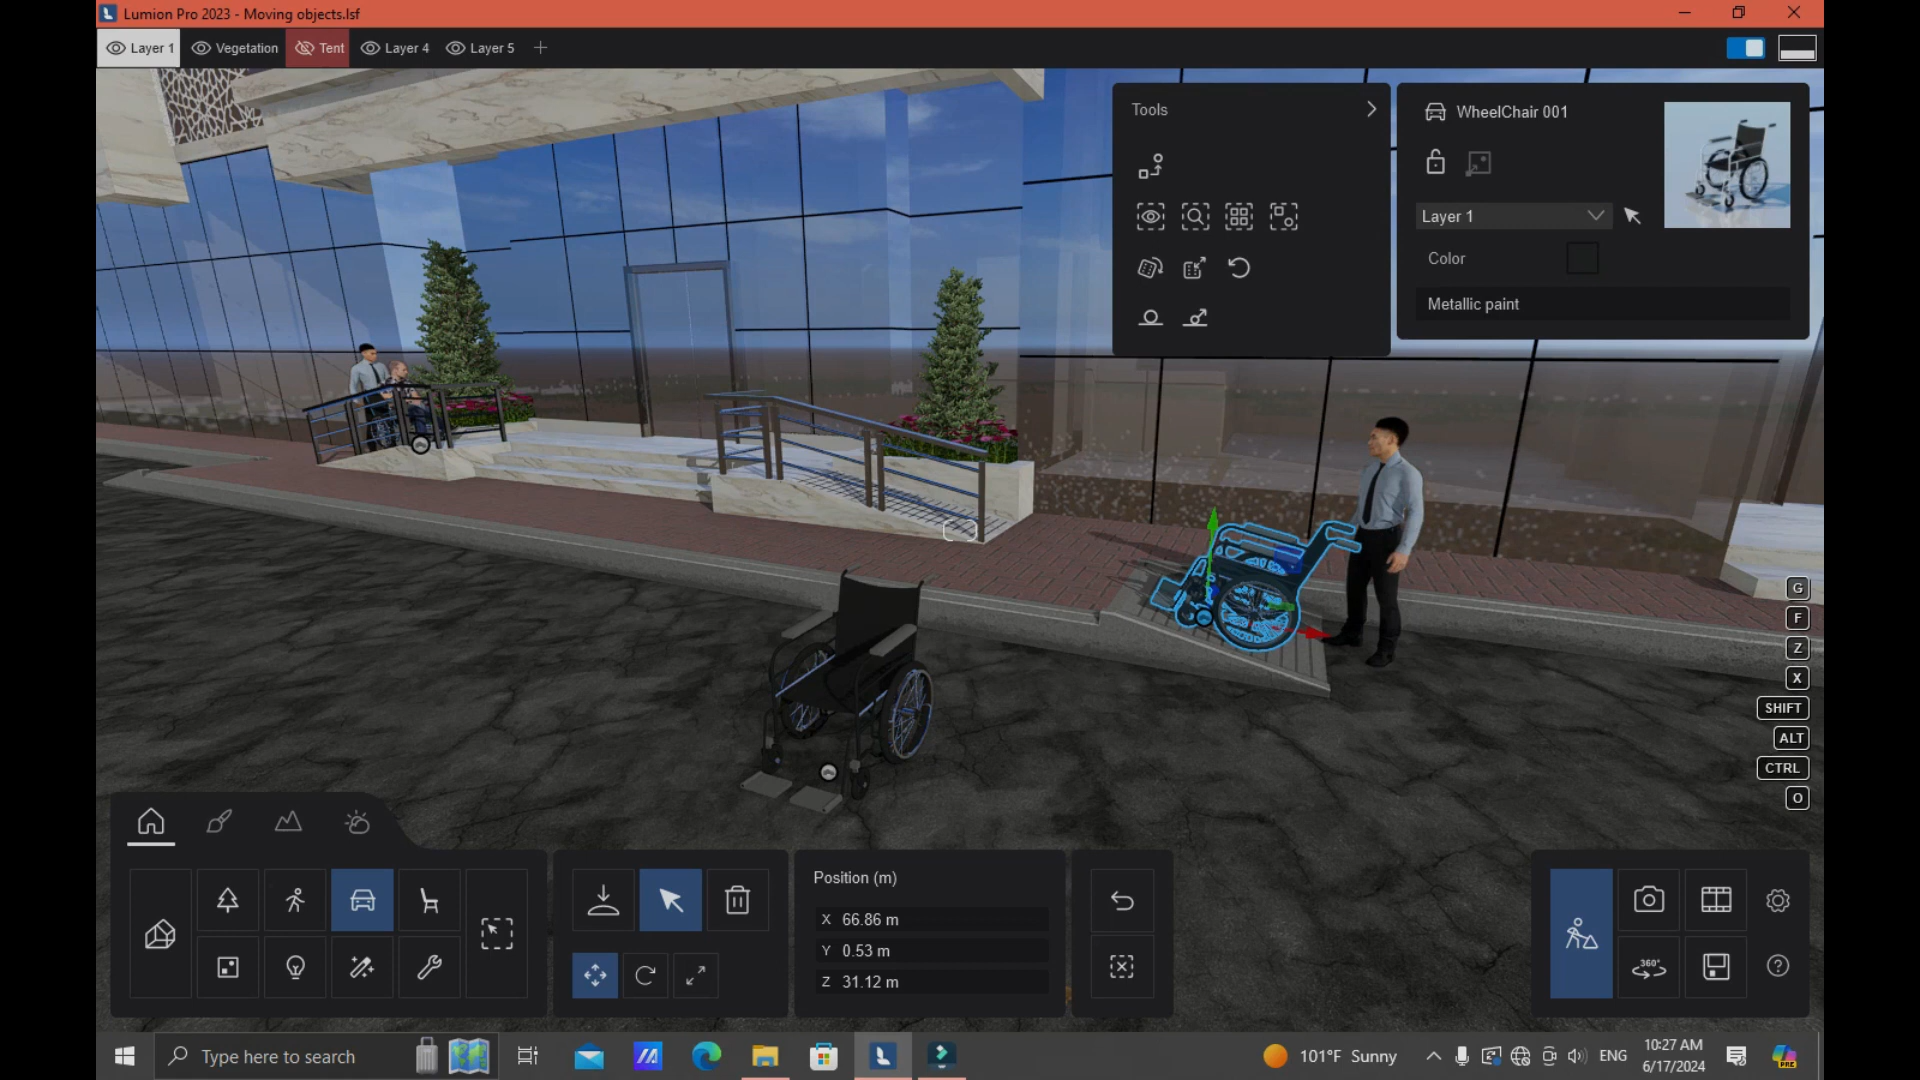 Lumion Pro 2023 - Moving objects.lsf
Layer 1
Vegetation
Tent
Layer 4
Layer 5
Tools
WheelChair 001
Layer 1
Color
Metallic paint
G
F
Z
X
SHIFT
ALT
CTRL
O
Position (m)
X 66.86 m
Y 0.53 m
Z 31.12 m
360°
?
Type here to search
101°F Sunny
ENG
10:27 AM
6/17/2024
PRE